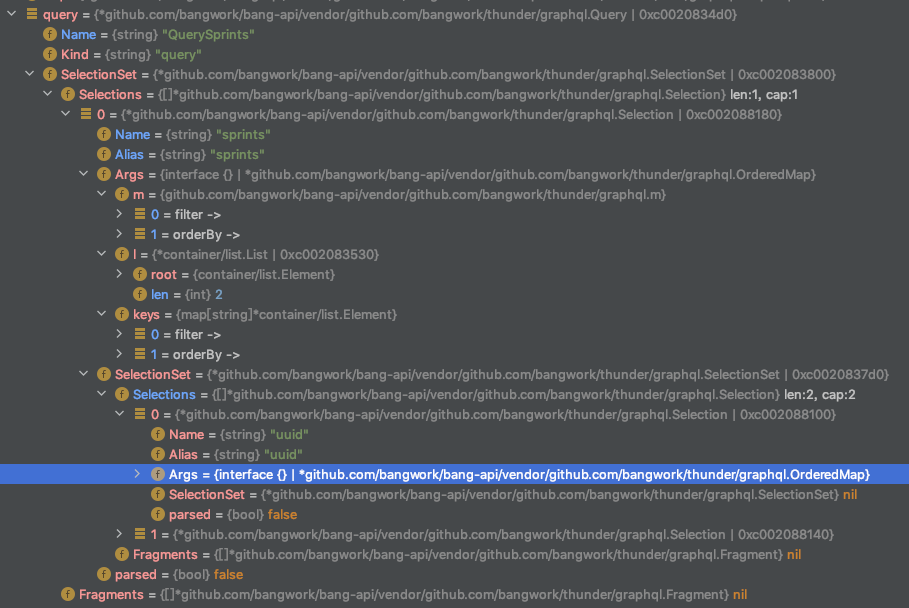 query = {*github.com/bangwork/bang-api/vendor/github.com/bangwork/thunder/graphql.Query | 0xc0020834d0}
f Name = {string} "QuerySprints"
f Kind = {string} "query"
f SelectionSet = {*github.com/bangwork/bang-api/vendor/github.com/bangwork/thunder/graphql.SelectionSet | 0xc002083800}
f Selections = {[]*github.com/bangwork/bang-api/vendor/github.com/bangwork/thunder/graphql.Selection} len:1, cap:1
0 = {*github.com/bangwork/bang-api/vendor/github.com/bangwork/thunder/graphql.Selection | 0xc002088180}
f Name = {string} "sprints"
f Alias = {string} "sprints"
f Args = {interface {} | *github.com/bangwork/bang-api/vendor/github.com/bangwork/thunder/graphql.OrderedMap}
f m = {github.com/bangwork/bang-api/vendor/github.com/bangwork/thunder/graphql.m}
0 = filter ->
1 = orderBy ->
f l = {*container/list.List | 0xc002083530}
f root = {container/list.Element}
f len = {int} 2
f keys = {map[string]*container/list.Element}
0 = filter ->
1 = orderBy ->
f SelectionSet = {*github.com/bangwork/bang-api/vendor/github.com/bangwork/thunder/graphql.SelectionSet | 0xc0020837d0}
f Selections = {[]*github.com/bangwork/bang-api/vendor/github.com/bangwork/thunder/graphql.Selection} len:2, cap:2
0 = {*github.com/bangwork/bang-api/vendor/github.com/bangwork/thunder/graphql.Selection | 0xc002088100}
f Name = {string} "uuid"
f Alias = {string} "uuid"
f Args = {interface {} | *github.com/bangwork/bang-api/vendor/github.com/bangwork/thunder/graphql.OrderedMap}
f SelectionSet = {*github.com/bangwork/bang-api/vendor/github.com/bangwork/thunder/graphql.SelectionSet} nil
f parsed = {bool} false
1 = {*github.com/bangwork/bang-api/vendor/github.com/bangwork/thunder/graphql.Selection | 0xc002088140}
f Fragments = {[]*github.com/bangwork/bang-api/vendor/github.com/bangwork/thunder/graphql.Fragment} nil
f parsed = {bool} false
f Fragments = {[]*github.com/bangwork/bang-api/vendor/github.com/bangwork/thunder/graphql.Fragment} nil